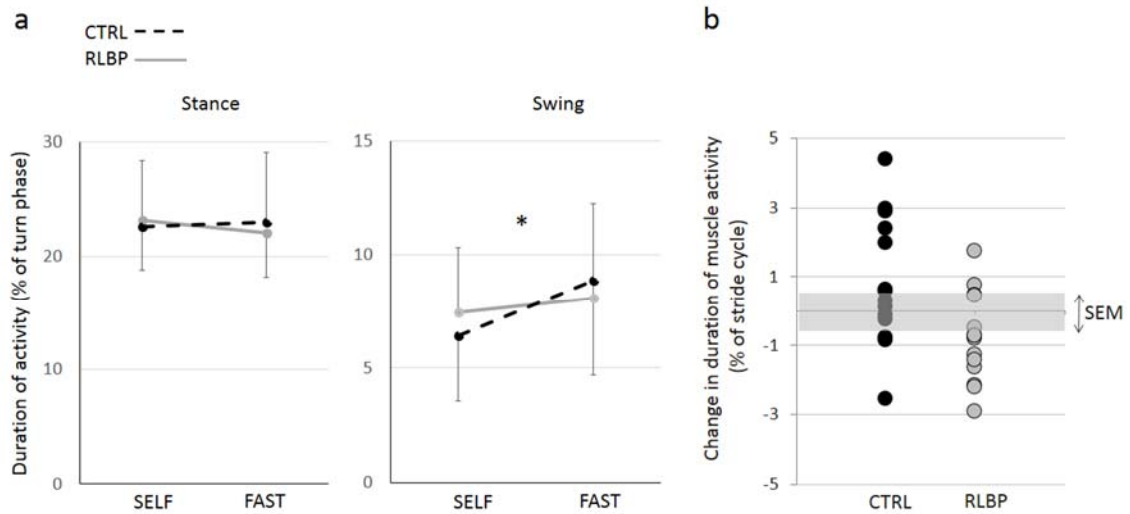 a
CTRL
RLBP
Stance
Swing
Duration of activity (% of turn phase)
30
20
10
0
SELF
FAST
15
10
5
0
*
SELF
FAST
b
Change in duration of muscle activity
(% of stride cycle)
5
3
1
-1
-3
-5
SEM
CTRL
RLBP